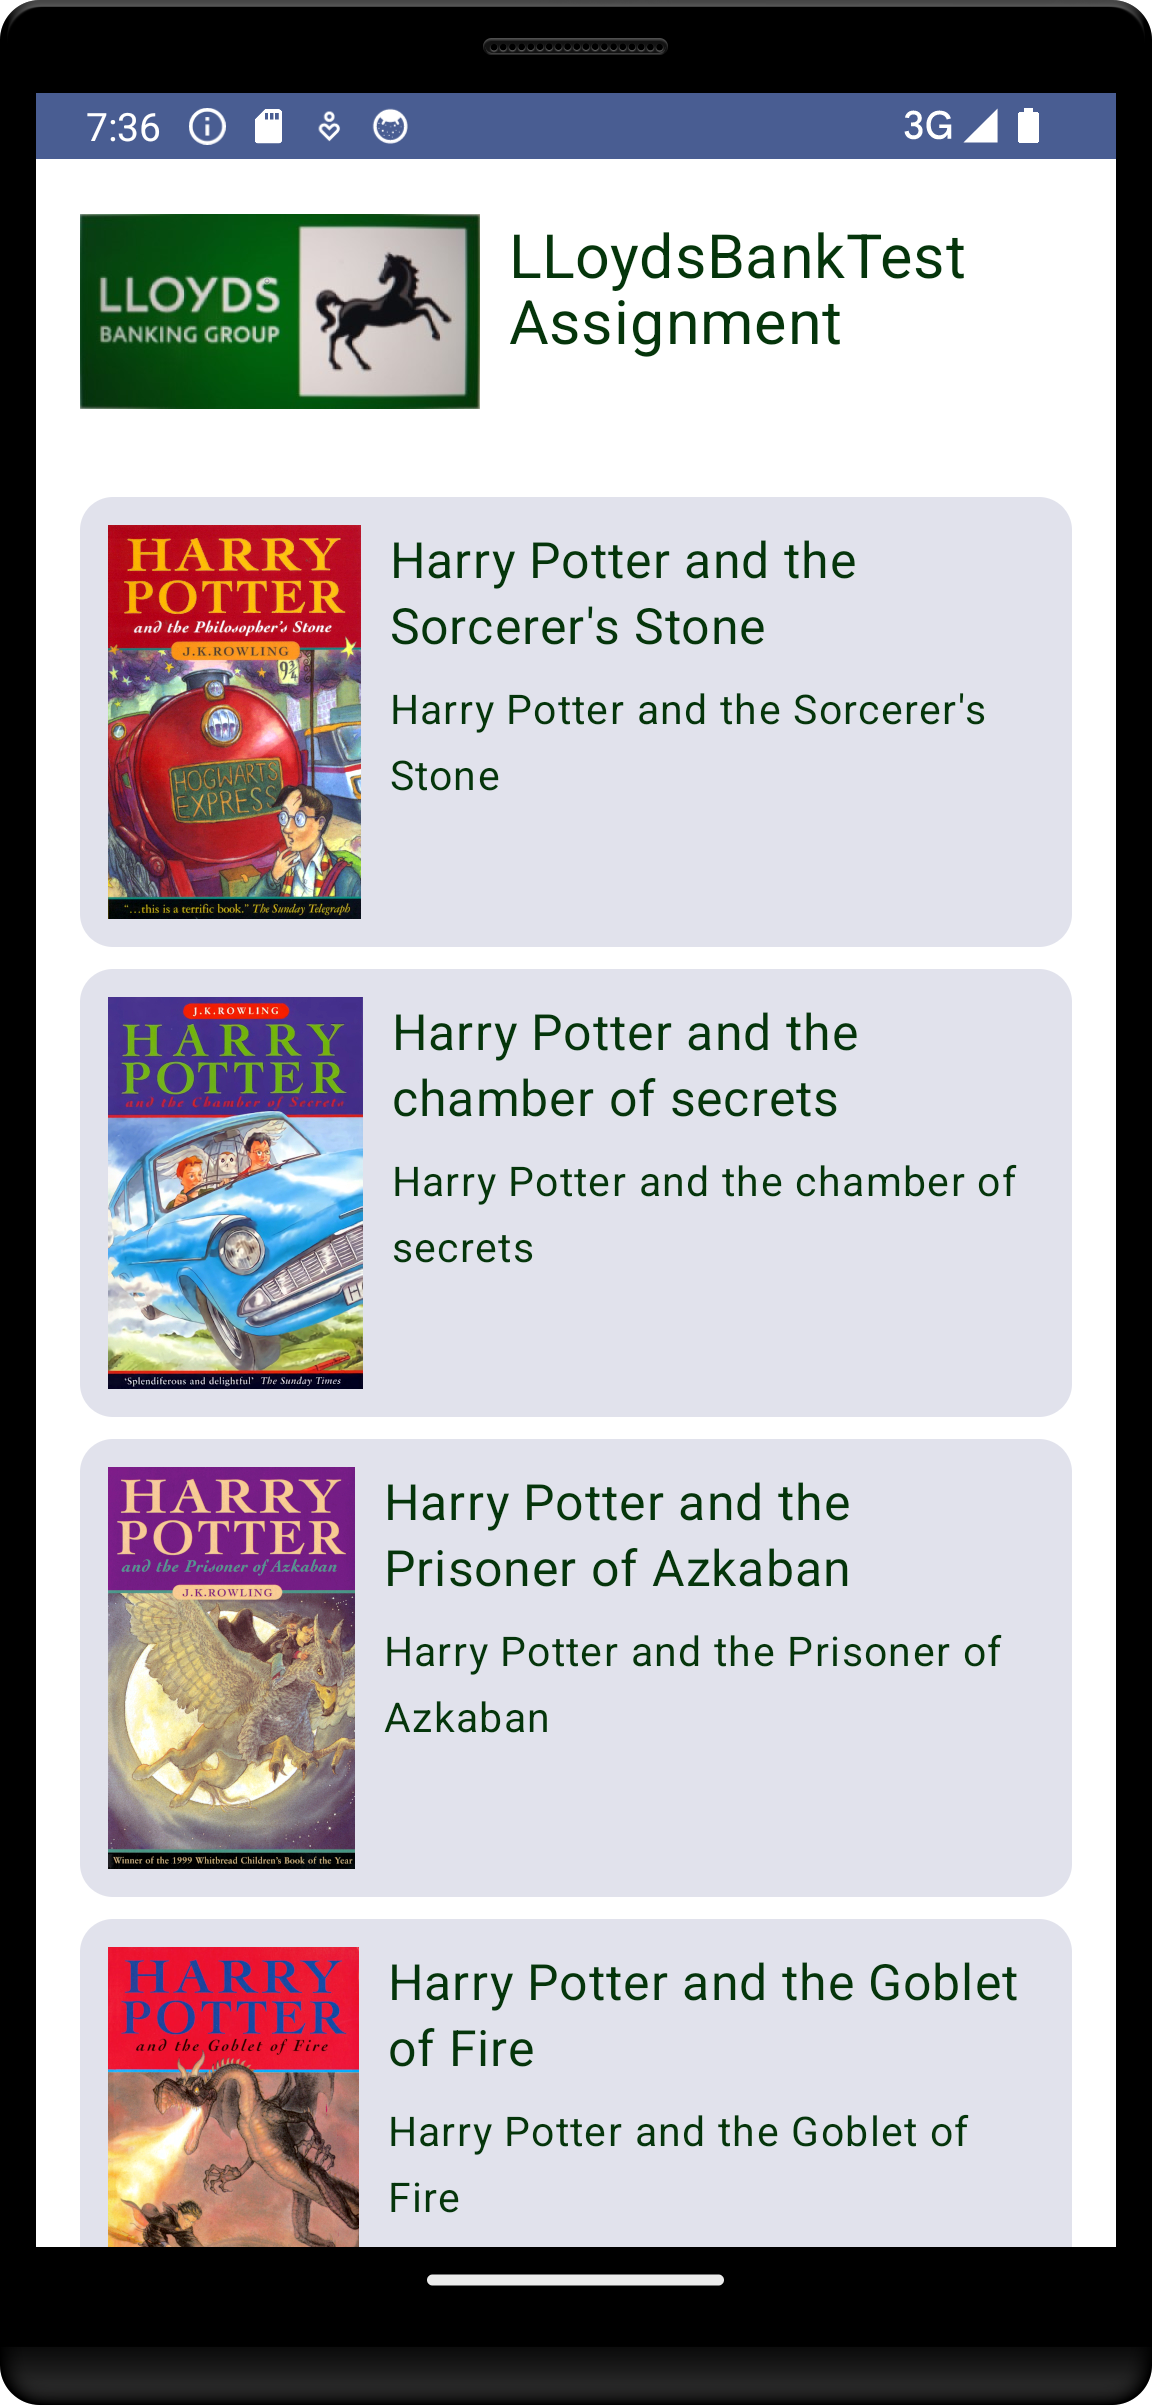 7:36
3G
LLOYDS
BANKING GROUP
LLoydsBankTest
Assignment
HARRY
POTTER
and the Philosopher's Stone
J.K.ROWLING
9¾
HOGWARTS
EXPRESS
"...this is a terrific book." The Sunday Telegraph
Harry Potter and the
Sorcerer's Stone
Harry Potter and the Sorcerer's
Stone
J.K.ROWLING
HARRY
POTTER
and the Chamber of Secrets
'Splendiferous and delightful' The Sunday Times
Harry Potter and the
chamber of secrets
Harry Potter and the chamber of
secrets
HARRY
POTTER
and the Prisoner of Azkaban
J.K.ROWLING
Winner of the 1999 Whitbread Children's Book of the Year
Harry Potter and the
Prisoner of Azkaban
Harry Potter and the Prisoner of
Azkaban
HARRY
POTTER
and the Goblet of Fire
Harry Potter and the Goblet
of Fire
Harry Potter and the Goblet of
Fire